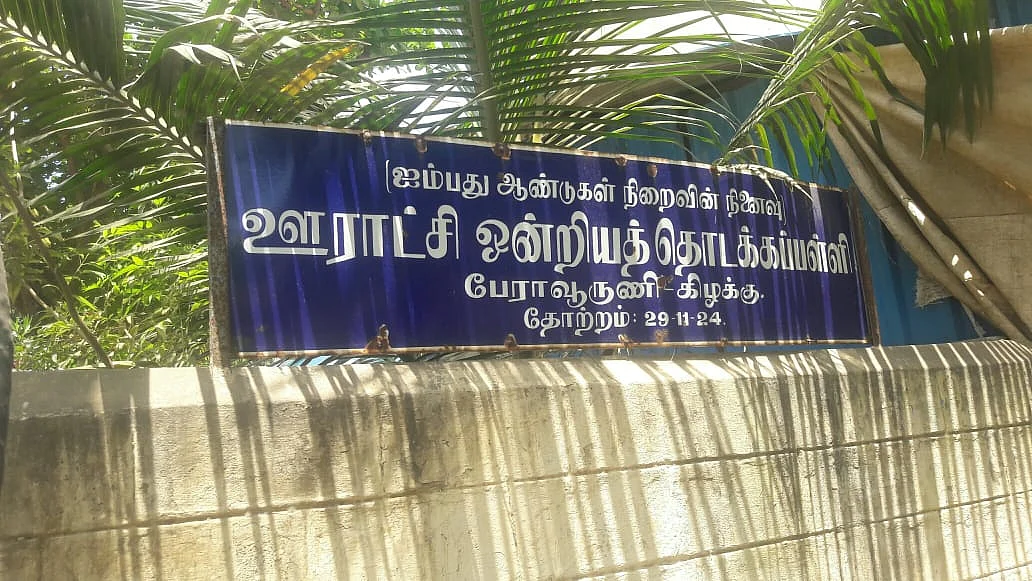 (ஐம்பது ஆண்டுகள் நிறைவின் நினைவு)
ஊராட்சி ஒன்றியத் தொடக்கப்பள்ளி
பேராவூருணி-கிழக்கு.
தோற்றம்: 29-11-24.